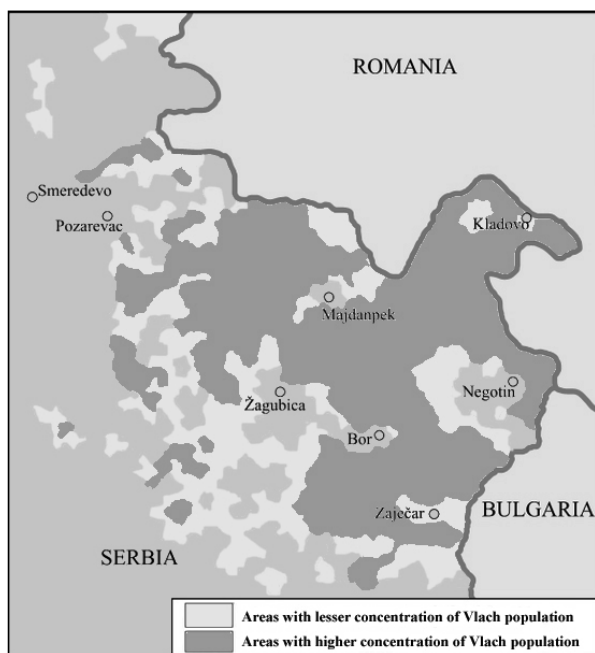 ROMANIA
Smeredevo
Pozarevac
Kladovo
Majdanpek
Žagubica
Negotin
Bor
Zaječar
BULGARIA
SERBIA
Areas with lesser concentration of Vlach population
Areas with higher concentration of Vlach population